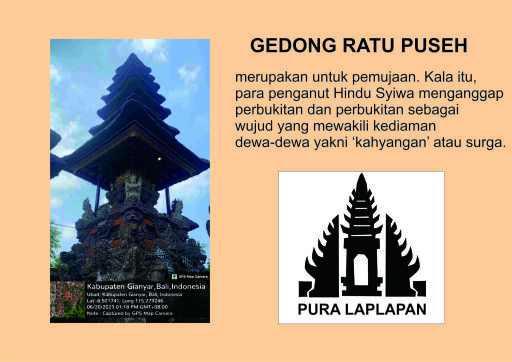 GEDONG RATU PUSEH
merupakan untuk pemujaan. Kala itu,
para penganut Hindu Syiwa menganggap
perbukitan dan perbukitan sebagai
wujud yang mewakili kediaman
dewa-dewa yakni ‘kahyangan’ atau surga.
GPS Map Camera
Kabupaten Gianyar, Bali, Indonesia
Ubud, Kabupaten Gianyar, Bali, Indonesia
Lat -8.501741, Long 115.279246
06/20/2023 01:18 PM GMT+08:00
Note : Captured by GPS Map Camera
PURA LAPLAPAN